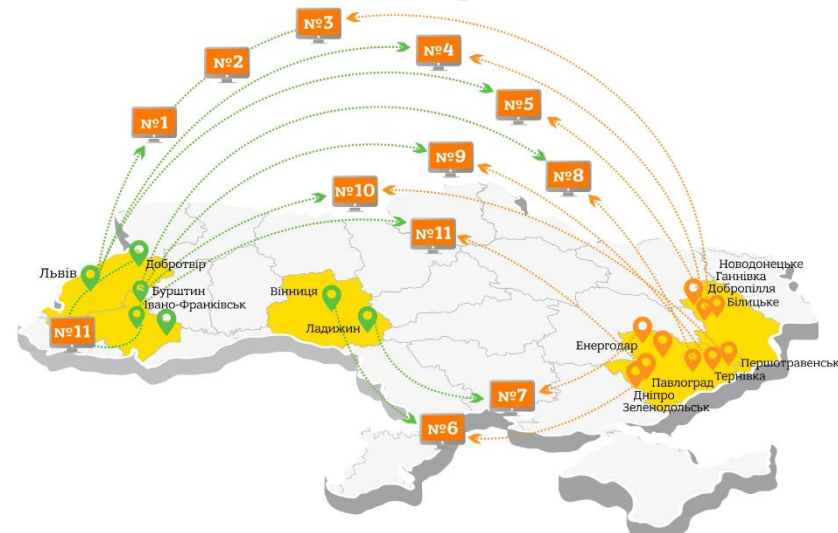 №3
№4
№2
№5
№1
№9
№8
№10
№11
Львів
Добротвір
Бурштин
Івано-Франківськ
№11
Вінниця
Ладижин
Новодонецьке
Ганнівка
Добропілля
Білицьке
Енергодар
Першотравенськ
Тернівка
Павлоград
Дніпро
Зеленодольськ
№7
№6